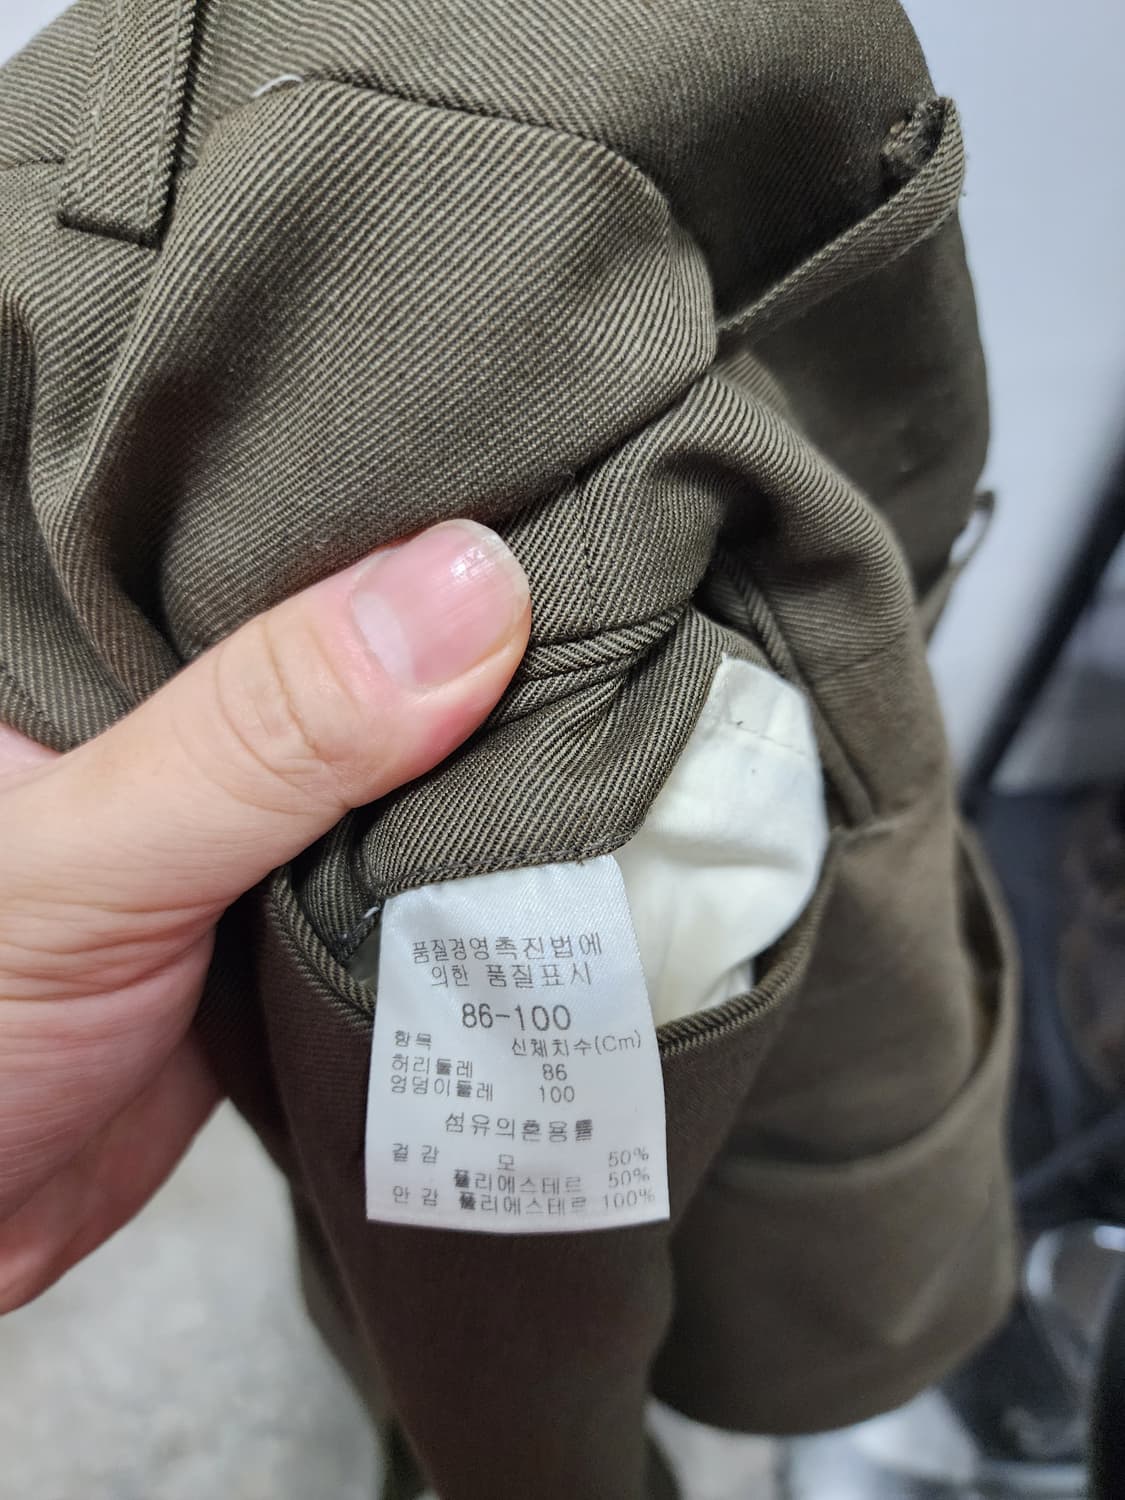 품질경영촉진법에
의한 품질표시
86-100
항목 신체치수(Cm)
허리둘레 86
엉덩이둘레 100
섬유의혼용률
겉감 모 50%
폴리에스테르 50%
안감 폴리에스테르 100%